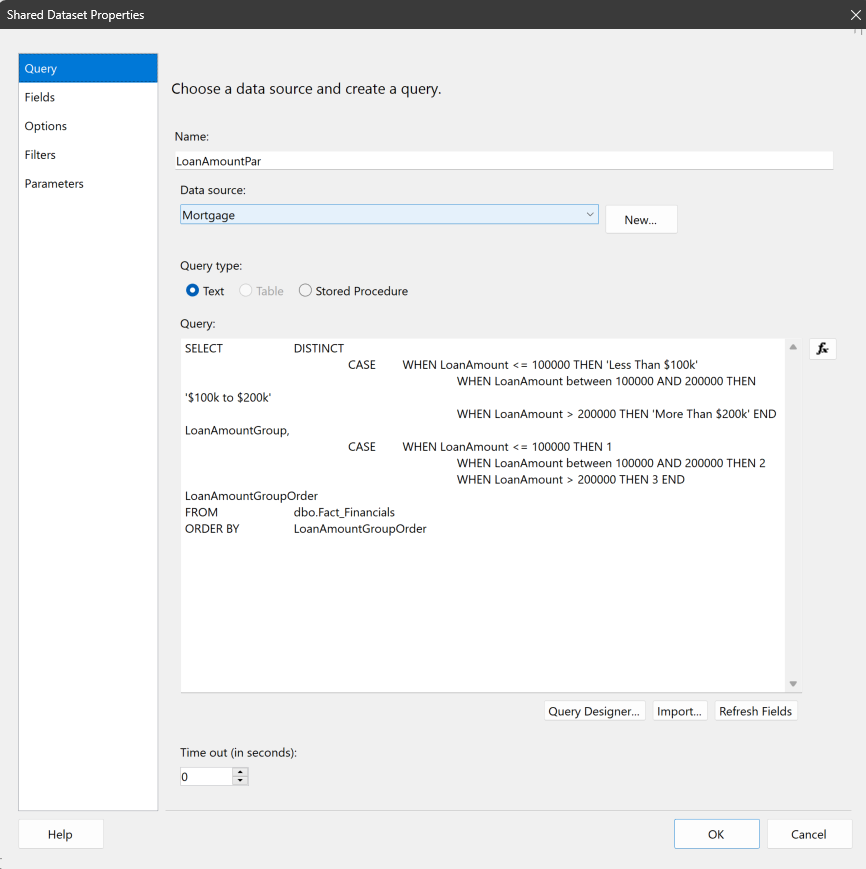 Shared Dataset Properties
Query
Fields
Options
Filters
Parameters
Choose a data source and create a query.
Name:
LoanAmountPar
Data source:
Mortgage
New...
Query type:
Text Table Stored Procedure
Query:
SELECT DISTINCT
CASE WHEN LoanAmount <= 100000 THEN 'Less Than $100k'
WHEN LoanAmount between 100000 AND 200000 THEN
'$100k to $200k'
WHEN LoanAmount > 200000 THEN 'More Than $200k' END
LoanAmountGroup,
CASE WHEN LoanAmount <= 100000 THEN 1
WHEN LoanAmount between 100000 AND 200000 THEN 2
WHEN LoanAmount > 200000 THEN 3 END
LoanAmountGroupOrder
FROM dbo.Fact_Financials
ORDER BY LoanAmountGroupOrder
fx
Query Designer... Import... Refresh Fields
Time out (in seconds):
0
Help OK Cancel